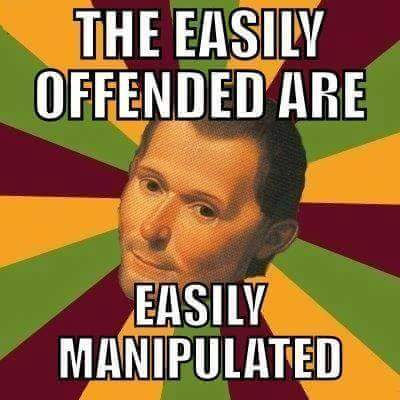 THE EASILY
OFFENDED ARE
EASILY
MANIPULATED